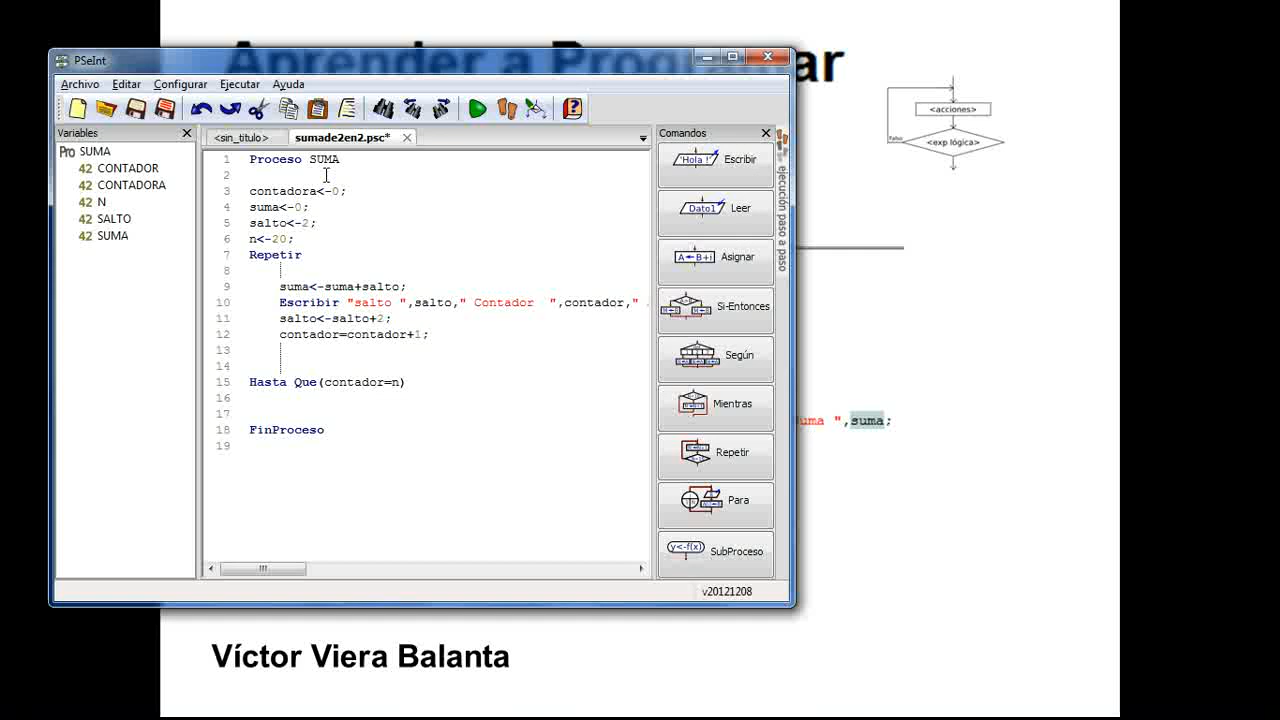 Aprender a Programar
PSeInt
Archivo Editar Configurar Ejecutar Ayuda
Variables
<sin_titulo> sumade2en2.psc*
Comandos
SUMA
42 CONTADOR
42 CONTADORA
42 N
42 SALTO
42 SUMA
1 Proceso SUMA
2
3 contadora<-0;
4 suma<-0;
5 salto<-2;
6 n<-20;
7 Repetir
8
9 suma<-suma+salto;
10 Escribir "salto ",salto," Contador  ",contador,"
11 salto<-salto+2;
12 contador=contador+1;
13
14
15 Hasta Que(contador=n)
16
17
18 FinProceso
19
'Hola !' Escribir
Dato1 Leer
A←B+i Asignar
Si-Entonces
Según
Mientras
Repetir
Para
y<-f(x) SubProceso
ejecución paso a paso
v20121208
<acciones>
Falso
<exp lógica>
uma ",suma;
Víctor Viera Balanta